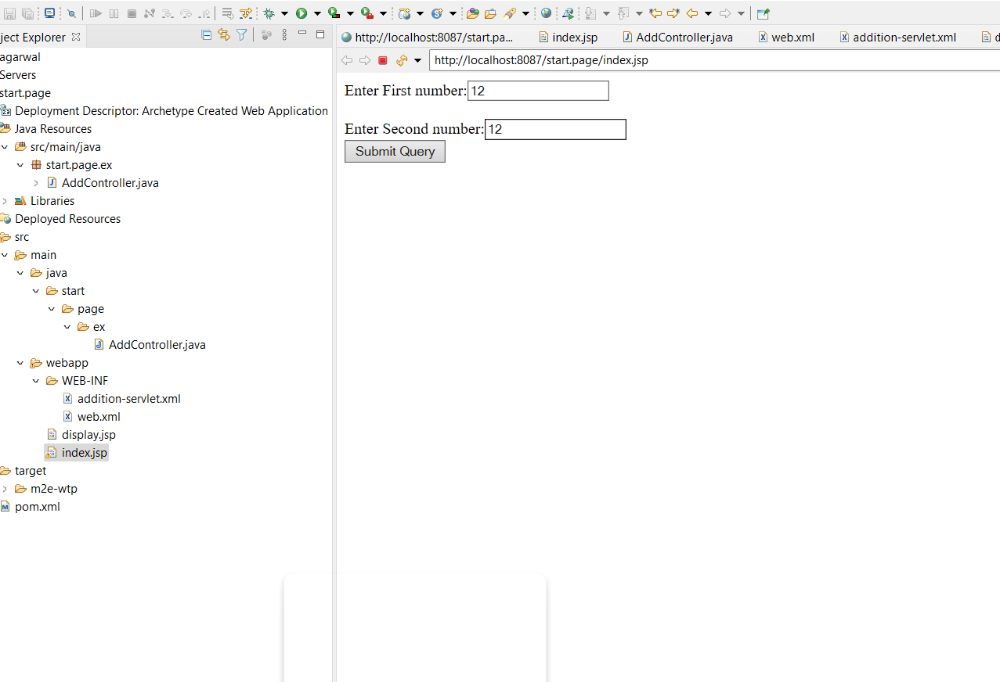 ject Explorer
agarwal
Servers
start.page
Deployment Descriptor: Archetype Created Web Application
Java Resources
src/main/java
start.page.ex
AddController.java
Libraries
Deployed Resources
src
main
java
start
page
ex
AddController.java
webapp
WEB-INF
addition-servlet.xml
web.xml
display.jsp
index.jsp
target
m2e-wtp
pom.xml
http://localhost:8087/start.pa... index.jsp AddController.java web.xml addition-servlet.xml d
http://localhost:8087/start.page/index.jsp
Enter First number: 12
Enter Second number: 12
Submit Query